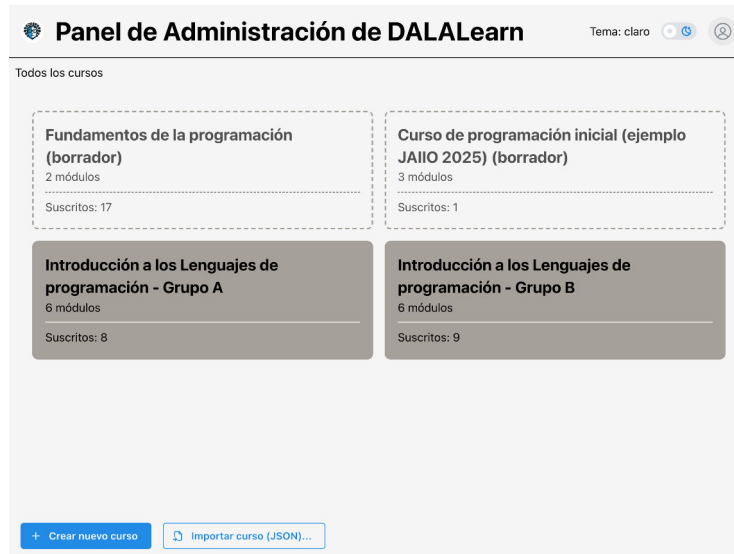 Panel de Administración de DALALearn
Tema: claro
Todos los cursos
Fundamentos de la programación
(borrador)
2 módulos
Suscritos: 17
Curso de programación inicial (ejemplo
JAIIO 2025) (borrador)
3 módulos
Suscritos: 1
Introducción a los Lenguajes de
programación - Grupo A
6 módulos
Suscritos: 8
Introducción a los Lenguajes de
programación - Grupo B
6 módulos
Suscritos: 9
+ Crear nuevo curso
Importar curso (JSON)...